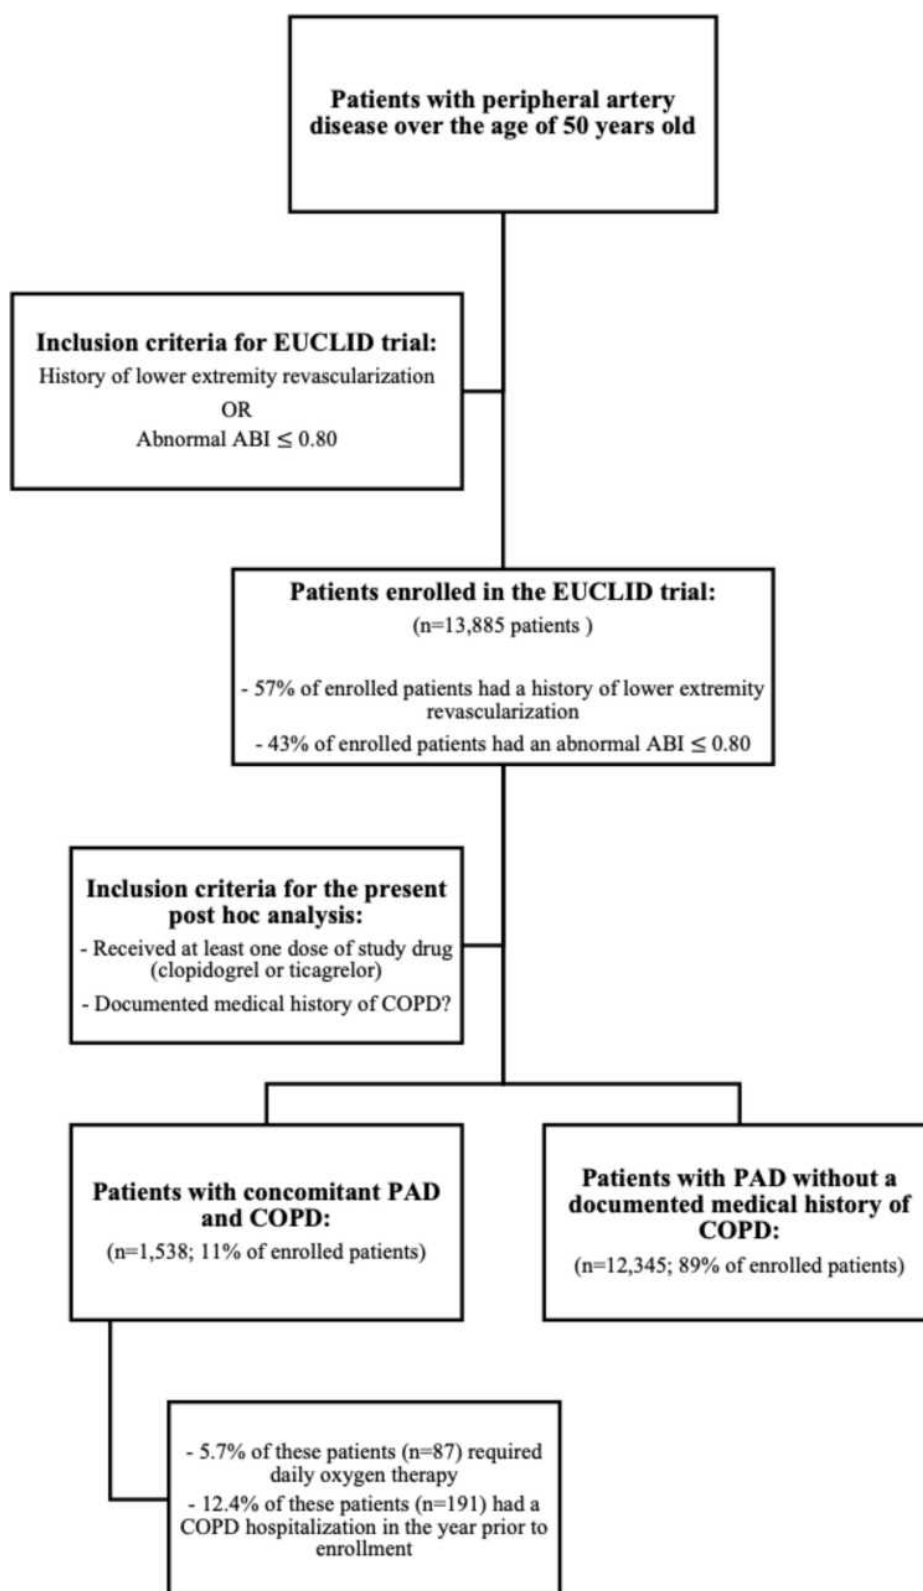 Patients with peripheral artery
disease over the age of 50 years old
Inclusion criteria for EUCLID trial:
History of lower extremity revascularization
OR
Abnormal ABI ≤ 0.80
Patients enrolled in the EUCLID trial:
(n=13,885 patients )
- 57% of enrolled patients had a history of lower extremity
revascularization
- 43% of enrolled patients had an abnormal ABI ≤ 0.80
Inclusion criteria for the present
post hoc analysis:
- Received at least one dose of study drug
(clopidogrel or ticagrelor)
- Documented medical history of COPD?
Patients with concomitant PAD
and COPD:
(n=1,538; 11% of enrolled patients)
Patients with PAD without a
documented medical history of
COPD:
(n=12,345; 89% of enrolled patients)
- 5.7% of these patients (n=87) required
daily oxygen therapy
- 12.4% of these patients (n=191) had a
COPD hospitalization in the year prior to
enrollment